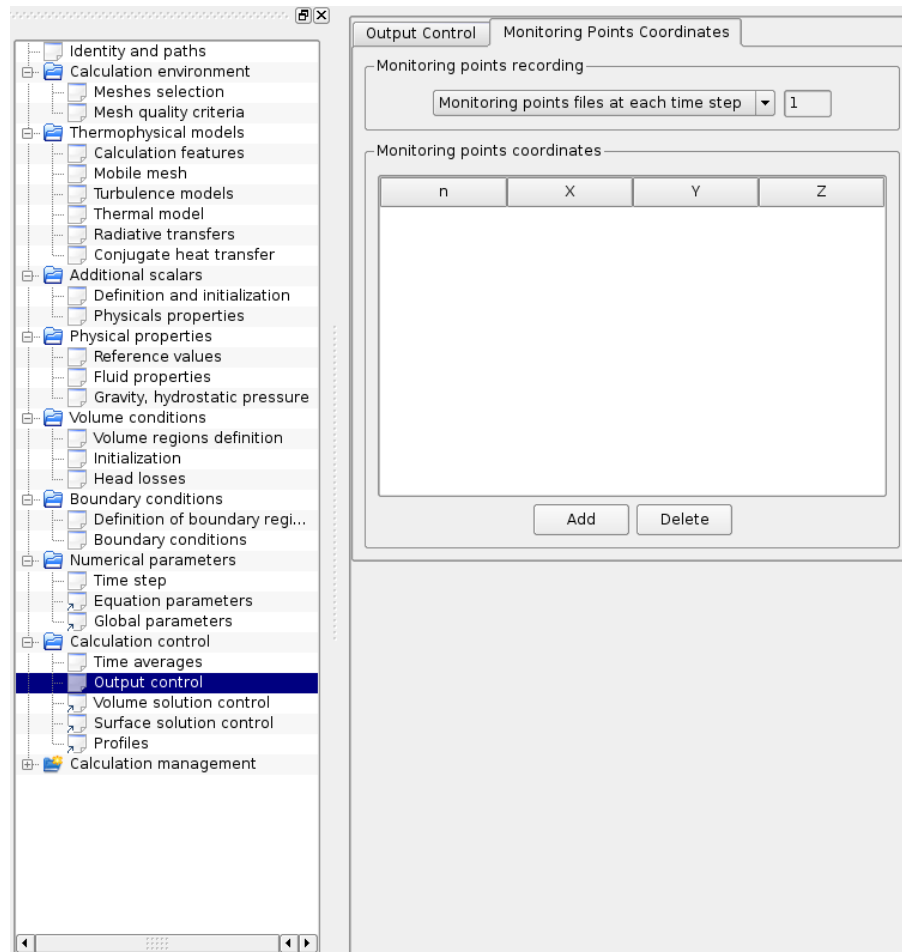 Identity and paths
Calculation environment
Meshes selection
Mesh quality criteria
Thermophysical models
Calculation features
Mobile mesh
Turbulence models
Thermal model
Radiative transfers
Conjugate heat transfer
Additional scalars
Definition and initialization
Physicals properties
Physical properties
Reference values
Fluid properties
Gravity, hydrostatic pressure
Volume conditions
Volume regions definition
Initialization
Head losses
Boundary conditions
Definition of boundary regi...
Boundary conditions
Numerical parameters
Time step
Equation parameters
Global parameters
Calculation control
Time averages
Output control
Volume solution control
Surface solution control
Profiles
Calculation management
Output Control Monitoring Points Coordinates
Monitoring points recording
Monitoring points files at each time step 1
Monitoring points coordinates
n X Y Z
Add Delete